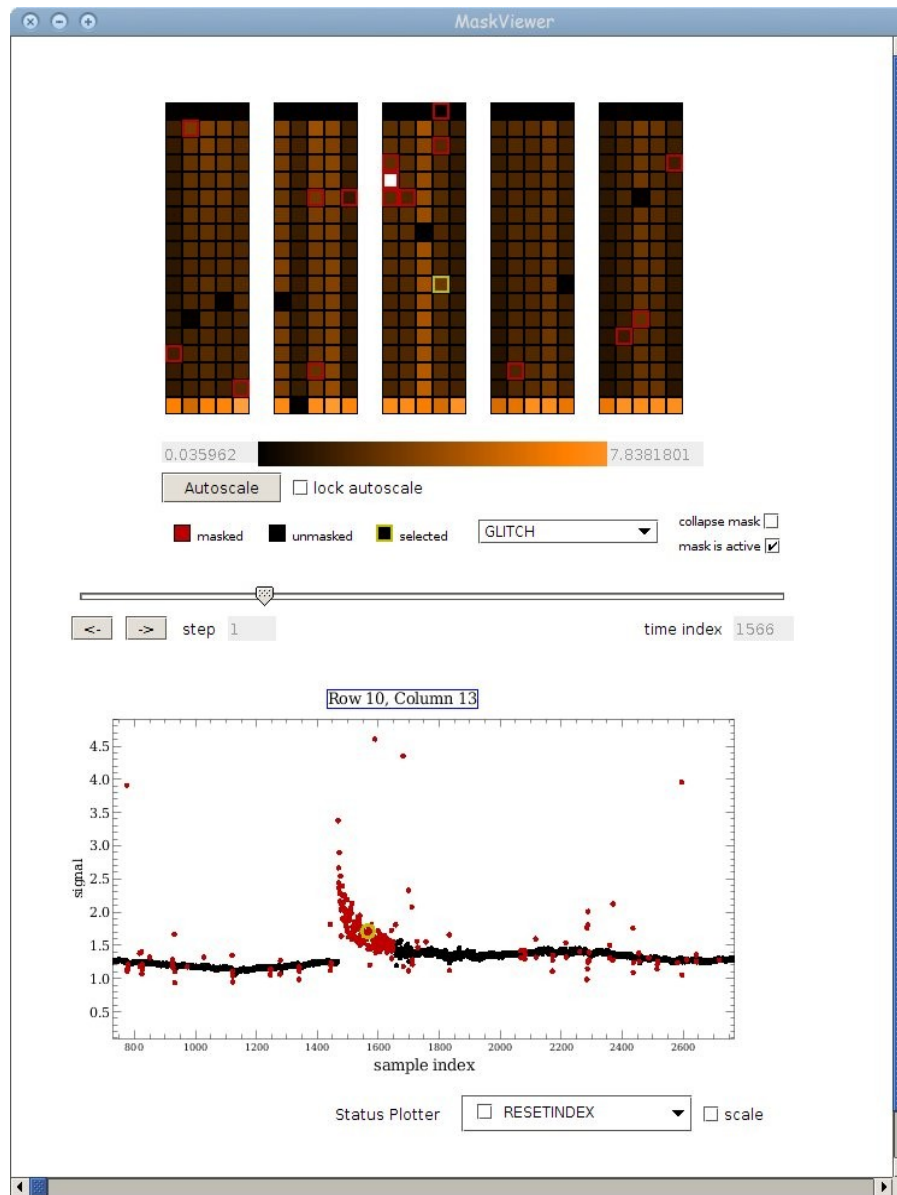 MaskViewer
0.035962 7.8381801
Autoscale lock autoscale
masked unmasked selected GLITCH collapse mask
mask is active
<- -> step 1 time index 1566
Row 10, Column 13
4.5
4.0
3.5
3.0
2.5
2.0
1.5
1.0
0.5
signal
800 1000 1200 1400 1600 1800 2000 2200 2400 2600
sample index
Status Plotter RESETINDEX scale